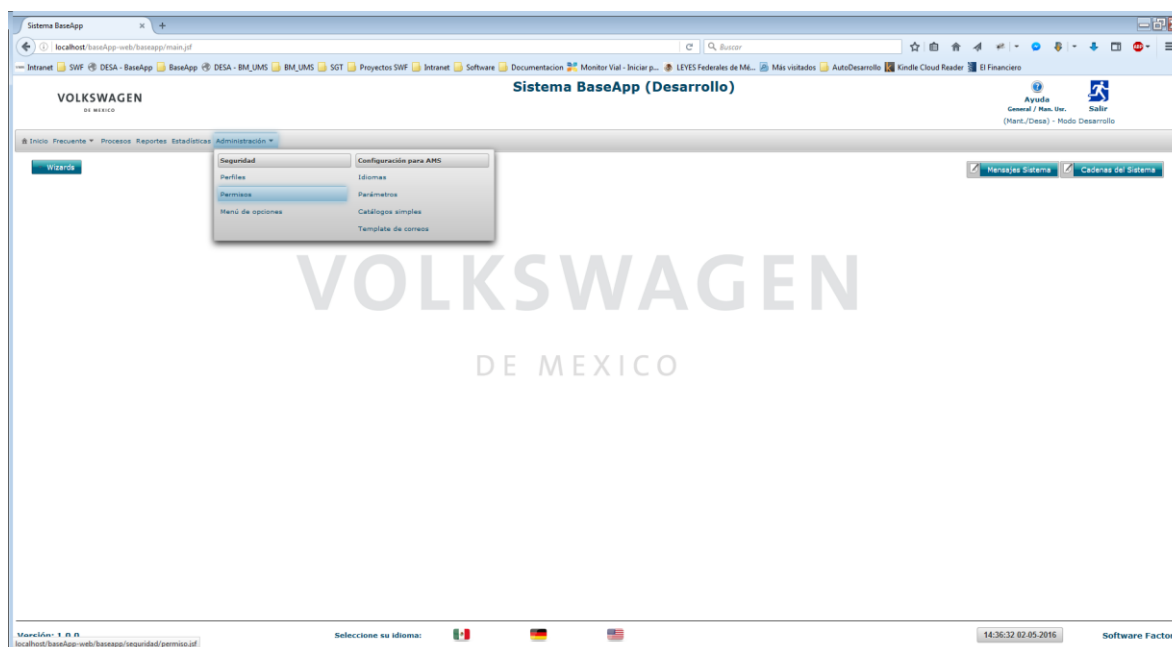 Sistema BaseApp
localhost/baseApp-web/baseapp/main.jsf
Buscar
Intranet SWF DESA - BaseApp BaseApp DESA - BM_UMS BM_UMS SGT Proyectos SWF Intranet Software Documentacion Monitor Vial - Iniciar p... LEYES Federales de Mé... Más visitados AutoDesarrollo Kindle Cloud Reader El Financiero
VOLKSWAGEN
DE MEXICO
Sistema BaseApp (Desarrollo)
Ayuda
General / Man. Usr.
Salir
(Mant./Desa) - Modo Desarrollo
Inicio Frecuente Procesos Reportes Estadísticas Administración
Wizards
Seguridad
Perfiles
Permisos
Menú de opciones
Configuración para AMS
Idiomas
Parámetros
Catálogos simples
Template de correos
Mensajes Sistema
Cadenas del Sistema
VOLKSWAGEN
DE MEXICO
Versión: 1.0.0
Seleccione su idioma:
14:36:32 02-05-2016
Software Facto
localhost/baseApp-web/baseapp/seguridad/permiso.jsf